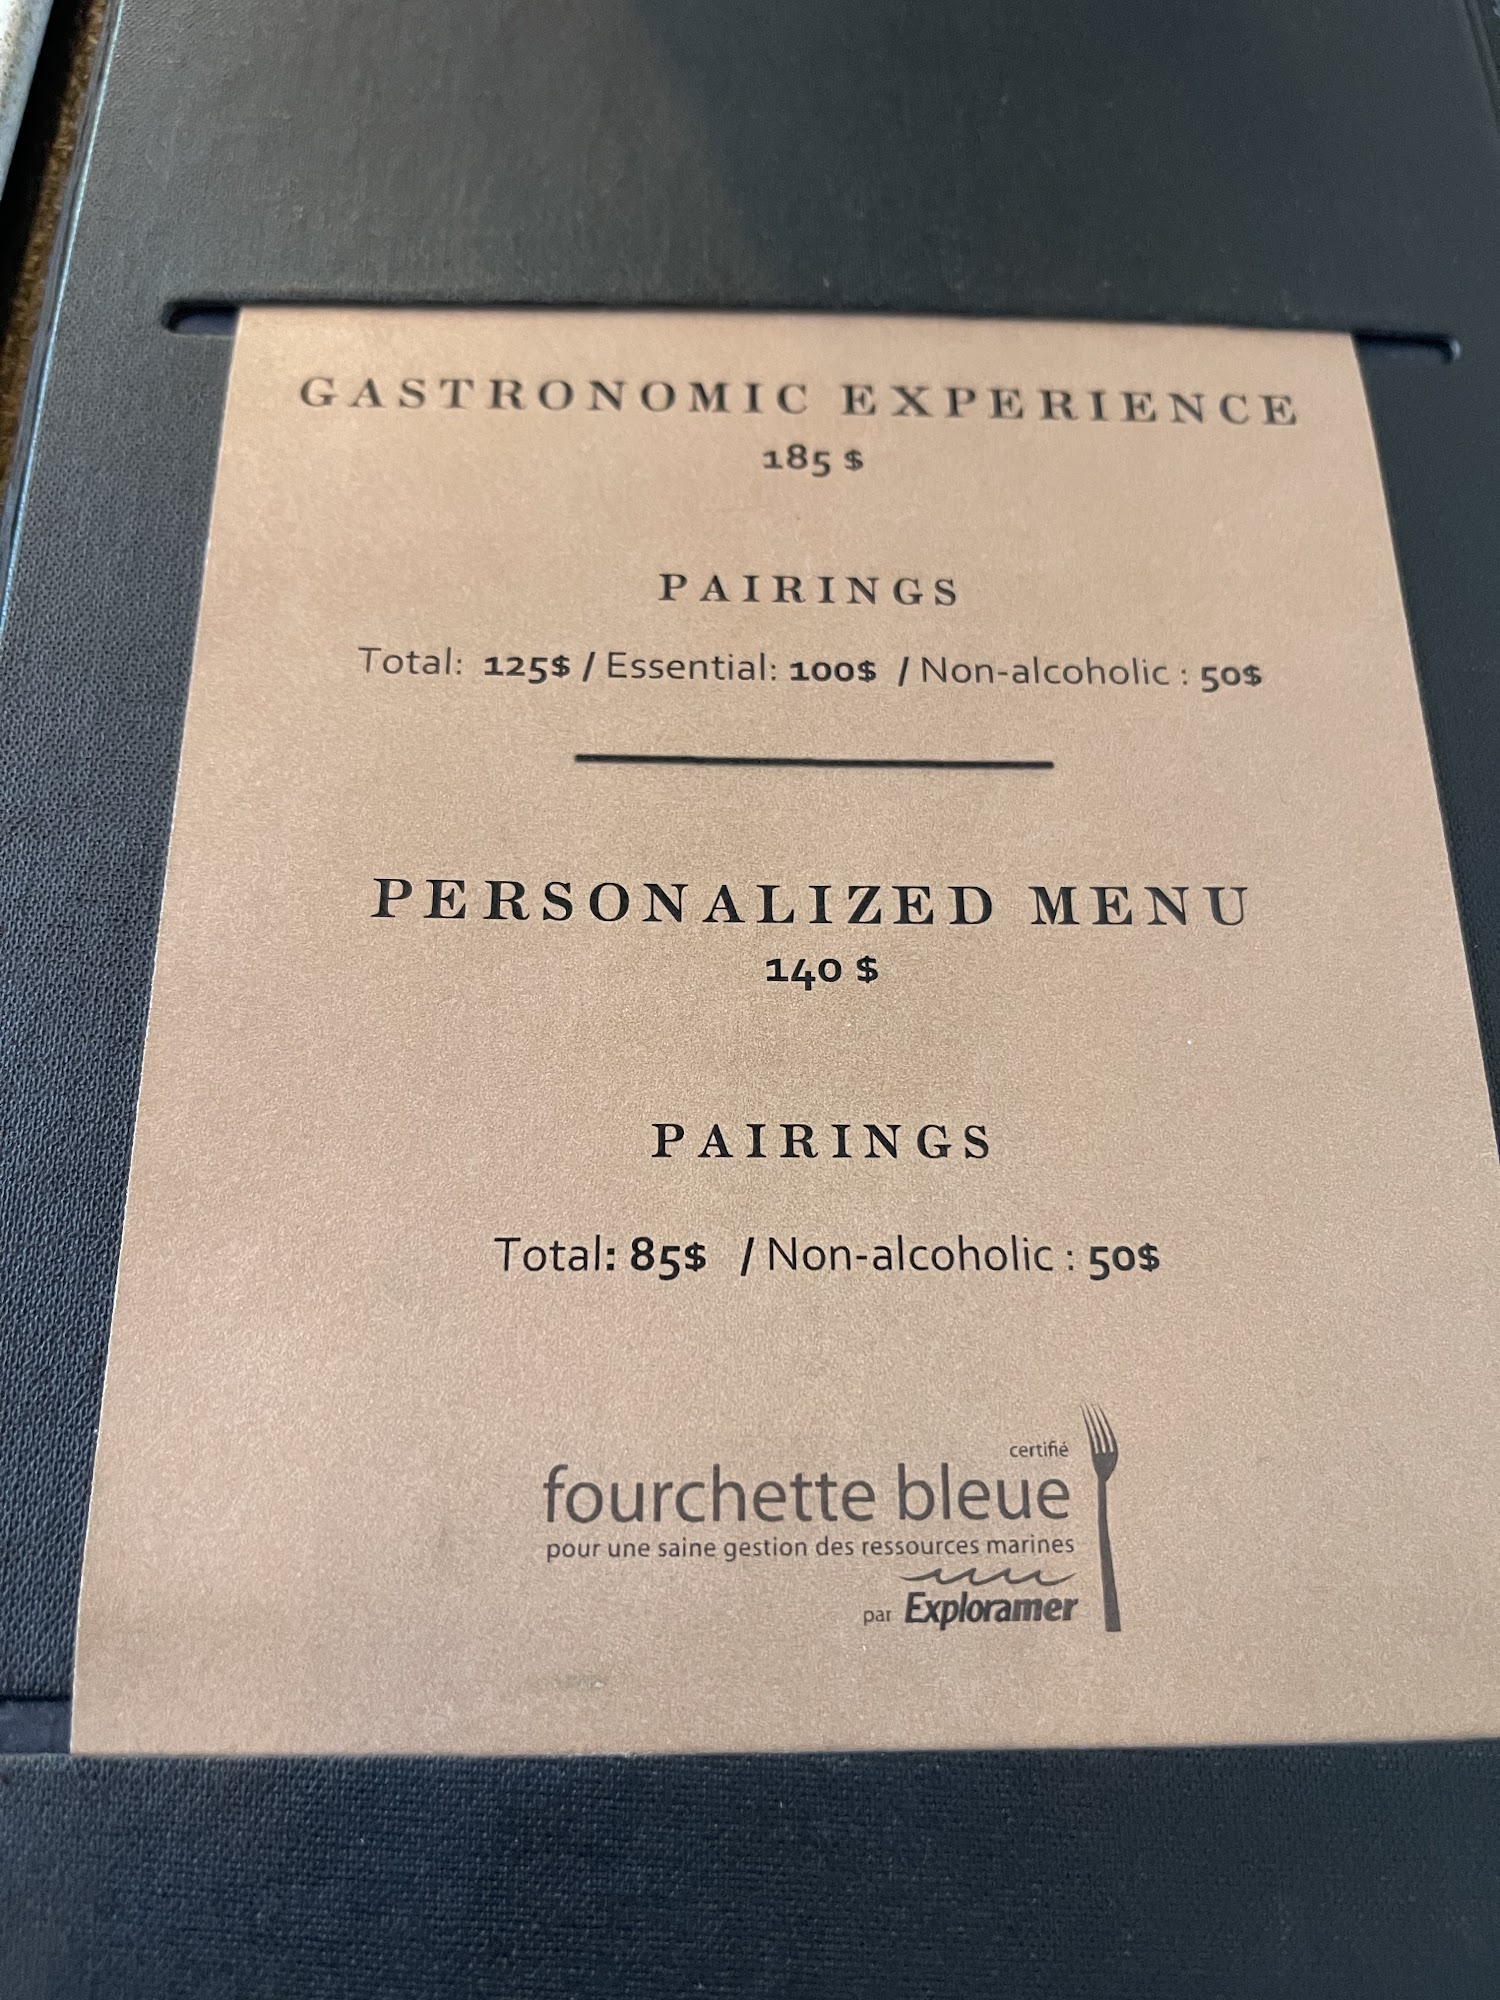 GASTRONOMIC EXPERIENCE
185 $
PAIRINGS
Total: 125$ / Essential: 100$ / Non-alcoholic : 50$
PERSONALIZED MENU
140 $
PAIRINGS
Total: 85$ / Non-alcoholic : 50$
certifié
fourchette bleue
pour une saine gestion des ressources marines
par Exploramer